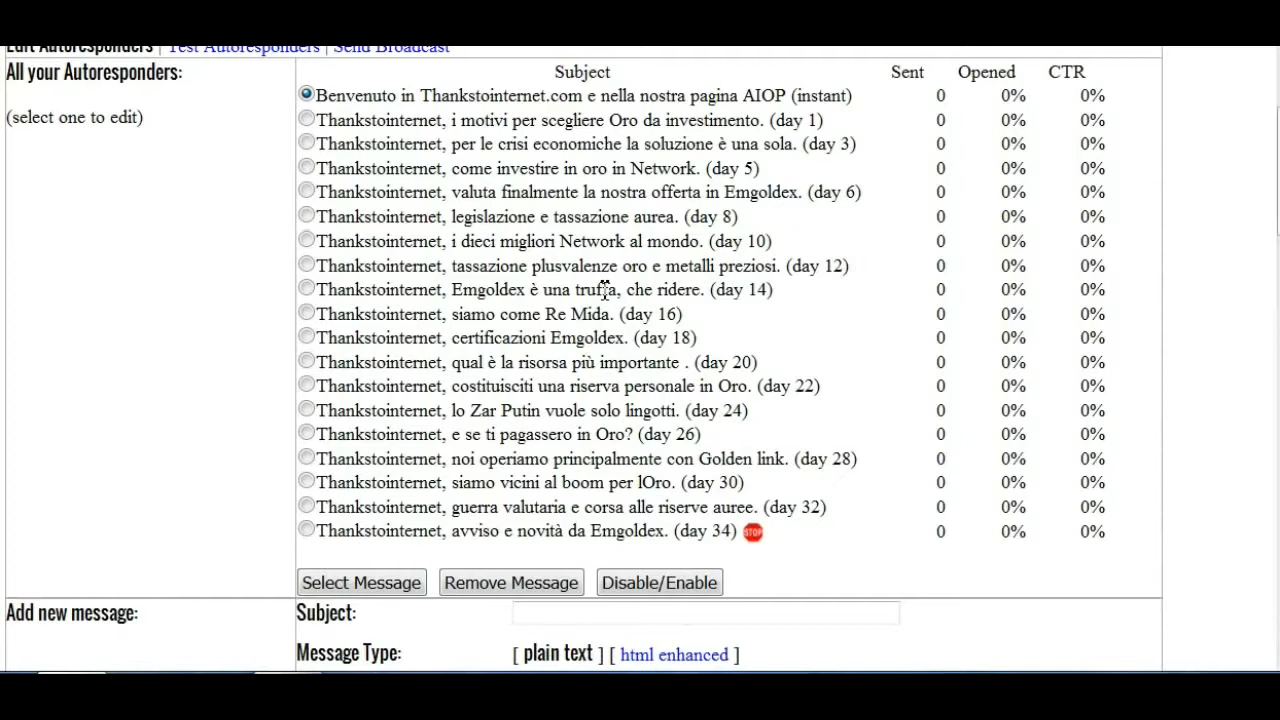 Edit Autoresponders | Test Autoresponders | Send Broadcast
All your Autoresponders:
(select one to edit)
Subject Sent Opened CTR
Benvenuto in Thankstointernet.com e nella nostra pagina AIOP (instant) 0 0% 0%
Thankstointernet, i motivi per scegliere Oro da investimento. (day 1) 0 0% 0%
Thankstointernet, per le crisi economiche la soluzione è una sola. (day 3) 0 0% 0%
Thankstointernet, come investire in oro in Network. (day 5) 0 0% 0%
Thankstointernet, valuta finalmente la nostra offerta in Emgoldex. (day 6) 0 0% 0%
Thankstointernet, legislazione e tassazione aurea. (day 8) 0 0% 0%
Thankstointernet, i dieci migliori Network al mondo. (day 10) 0 0% 0%
Thankstointernet, tassazione plusvalenze oro e metalli preziosi. (day 12) 0 0% 0%
Thankstointernet, Emgoldex è una truffa, che ridere. (day 14) 0 0% 0%
Thankstointernet, siamo come Re Mida. (day 16) 0 0% 0%
Thankstointernet, certificazioni Emgoldex. (day 18) 0 0% 0%
Thankstointernet, qual è la risorsa più importante . (day 20) 0 0% 0%
Thankstointernet, costituisciti una riserva personale in Oro. (day 22) 0 0% 0%
Thankstointernet, lo Zar Putin vuole solo lingotti. (day 24) 0 0% 0%
Thankstointernet, e se ti pagassero in Oro? (day 26) 0 0% 0%
Thankstointernet, noi operiamo principalmente con Golden link. (day 28) 0 0% 0%
Thankstointernet, siamo vicini al boom per lOro. (day 30) 0 0% 0%
Thankstointernet, guerra valutaria e corsa alle riserve auree. (day 32) 0 0% 0%
Thankstointernet, avviso e novità da Emgoldex. (day 34) STOP 0 0% 0%
Select Message Remove Message Disable/Enable
Add new message:
Subject:
Message Type: [ plain text ] [ html enhanced ]